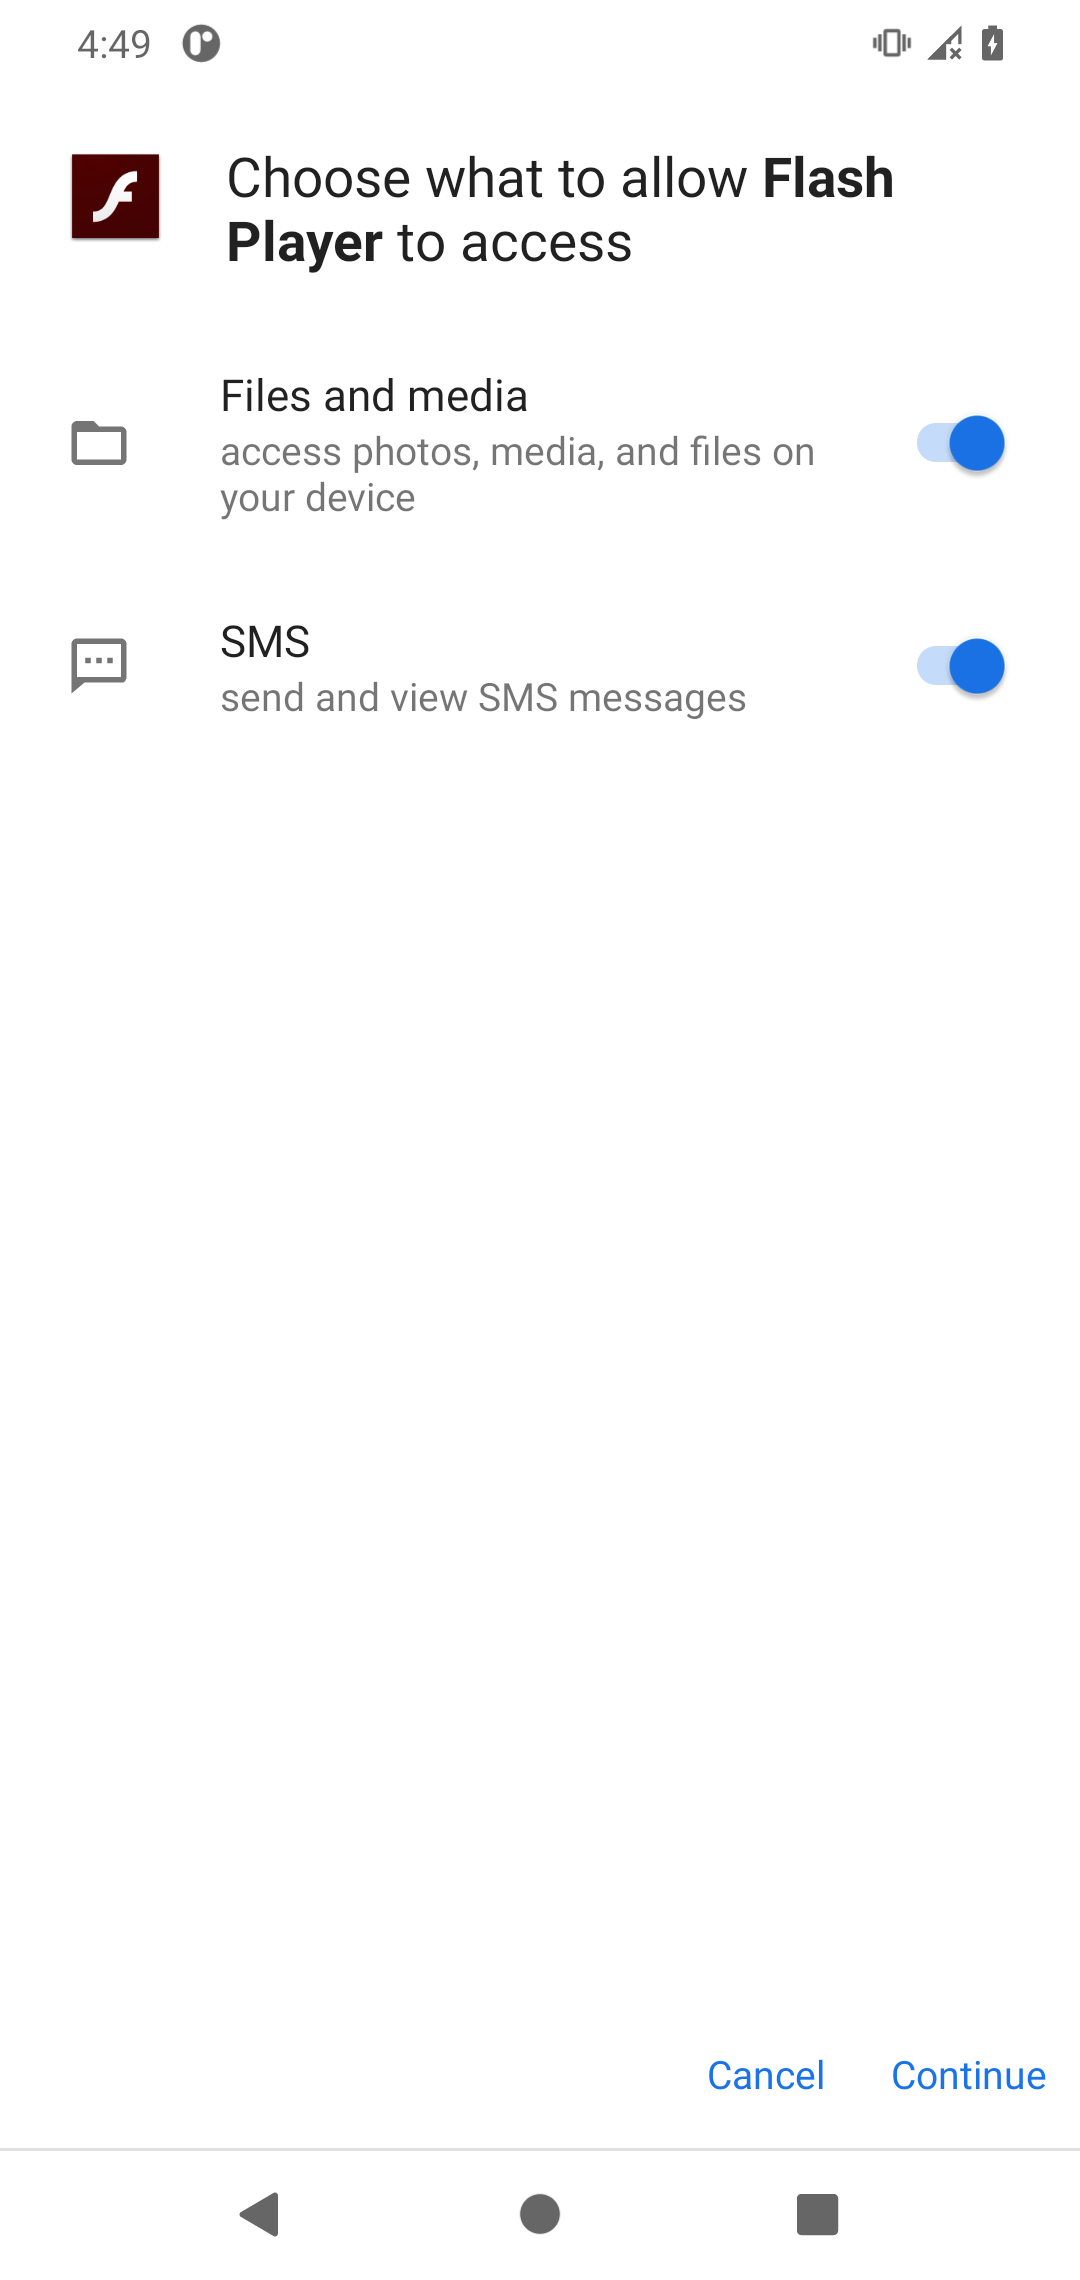 4:49
Choose what to allow Flash
Player to access
Files and media
access photos, media, and files on
your device
SMS
send and view SMS messages
Cancel
Continue